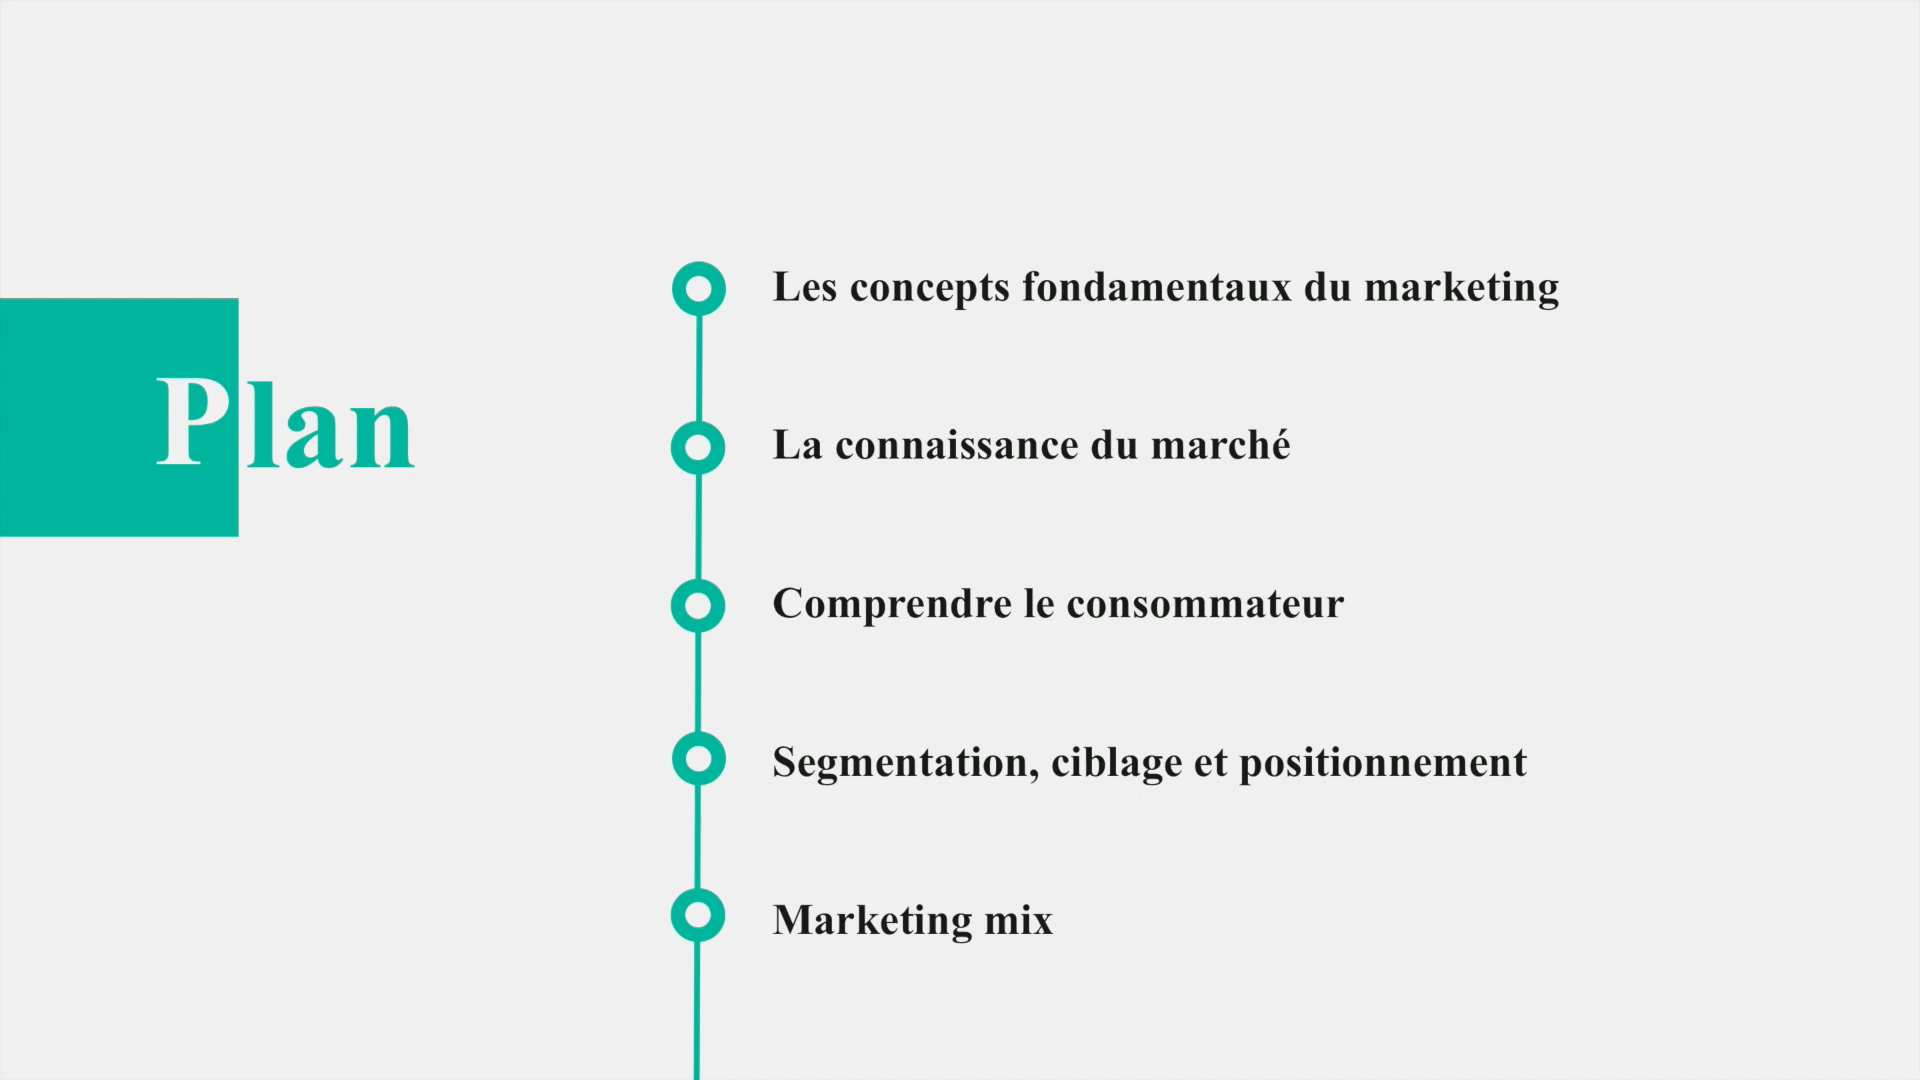 Plan
Les concepts fondamentaux du marketing
La connaissance du marché
Comprendre le consommateur
Segmentation, ciblage et positionnement
Marketing mix